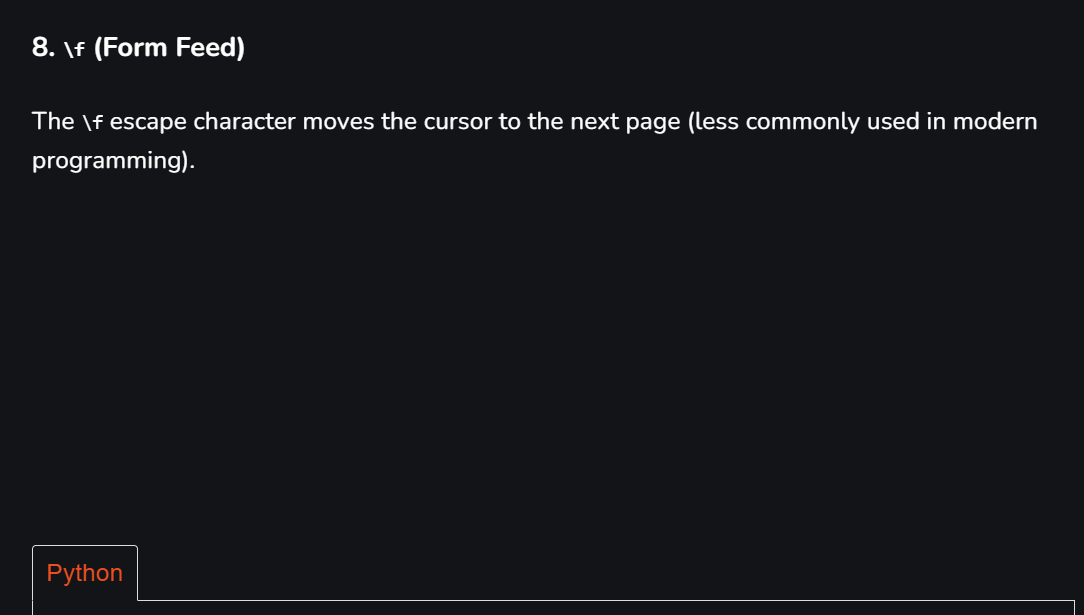 8. \f (Form Feed)
The \f escape character moves the cursor to the next page (less commonly used in modern
programming).
Python